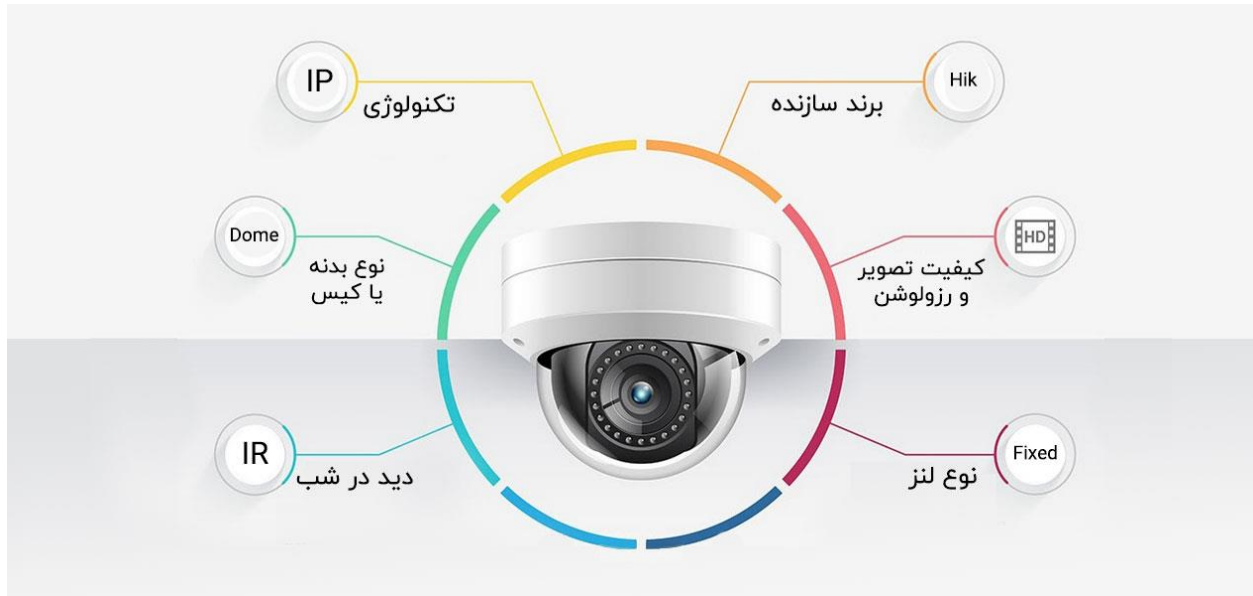 Hik
برند سازنده
IP
تکنولوژی
HD
کیفیت تصویر
و رزولوشن
Dome
نوع بدنه
یا کیس
Fixed
نوع لنز
IR
دید در شب